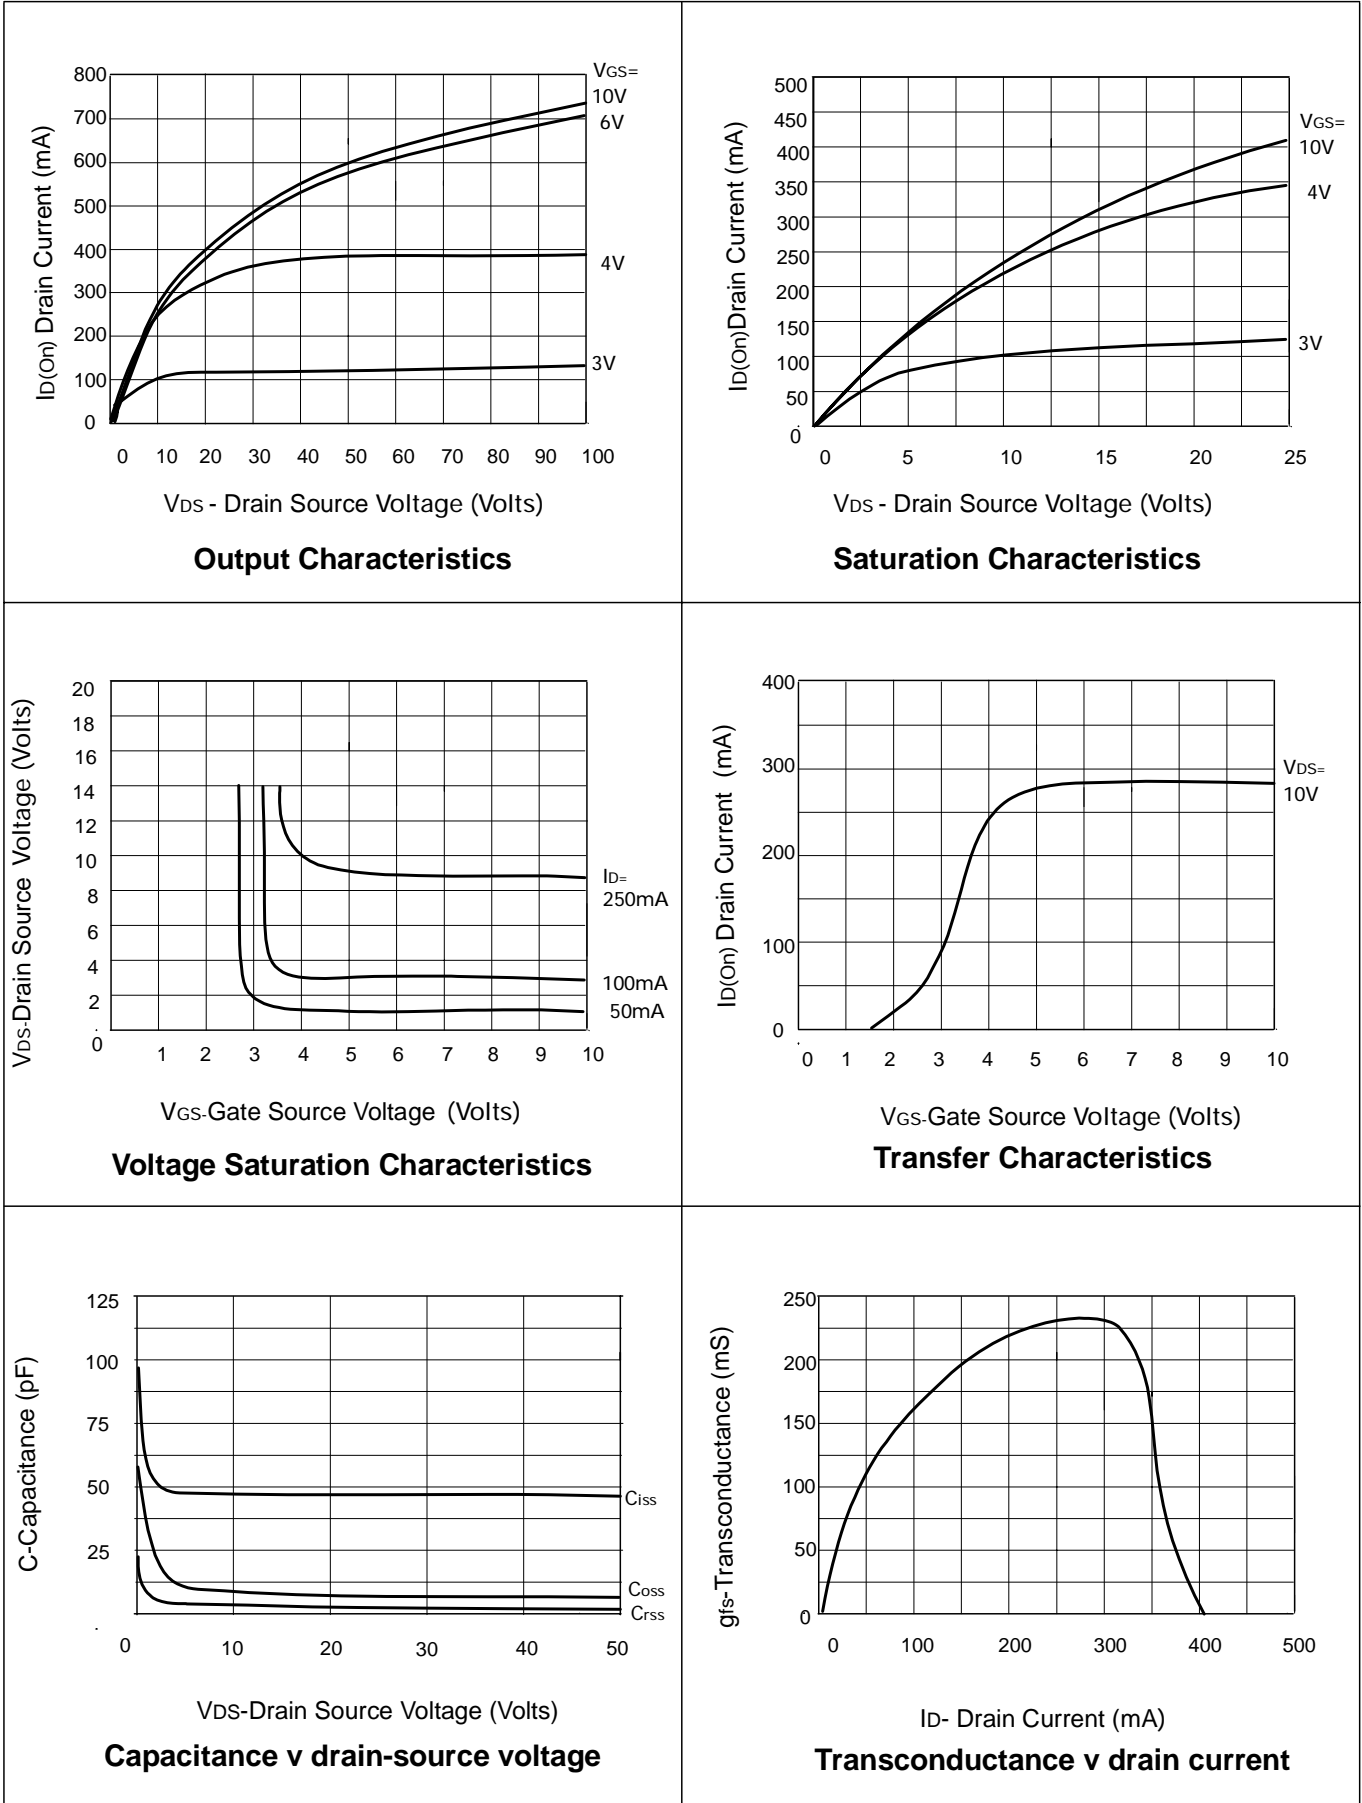 800
700
600
500
400
300
200
100
0
ID(On) Drain Current (mA)
VGS=
10V
6V
4V
3V
0 10 20 30 40 50 60 70 80 90 100
VDS - Drain Source Voltage (Volts)
Output Characteristics
500
450
400
350
300
250
200
150
100
50
0
ID(On)Drain Current (mA)
VGS=
10V
4V
3V
0 5 10 15 20 25
VDS - Drain Source Voltage (Volts)
Saturation Characteristics
20
18
16
14
12
10
8
6
4
2
0
VDS-Drain Source Voltage (Volts)
ID=
250mA
100mA
50mA
1 2 3 4 5 6 7 8 9 10
VGS-Gate Source Voltage (Volts)
Voltage Saturation Characteristics
400
300
200
100
0
ID(On) Drain Current (mA)
VDS=
10V
0 1 2 3 4 5 6 7 8 9 10
VGS-Gate Source Voltage (Volts)
Transfer Characteristics
125
100
75
50
25
C-Capacitance (pF)
Ciss
Coss
Crss
0 10 20 30 40 50
VDS-Drain Source Voltage (Volts)
Capacitance v drain-source voltage
250
200
150
100
50
0
gfs-Transconductance (mS)
0 100 200 300 400 500
ID- Drain Current (mA)
Transconductance v drain current